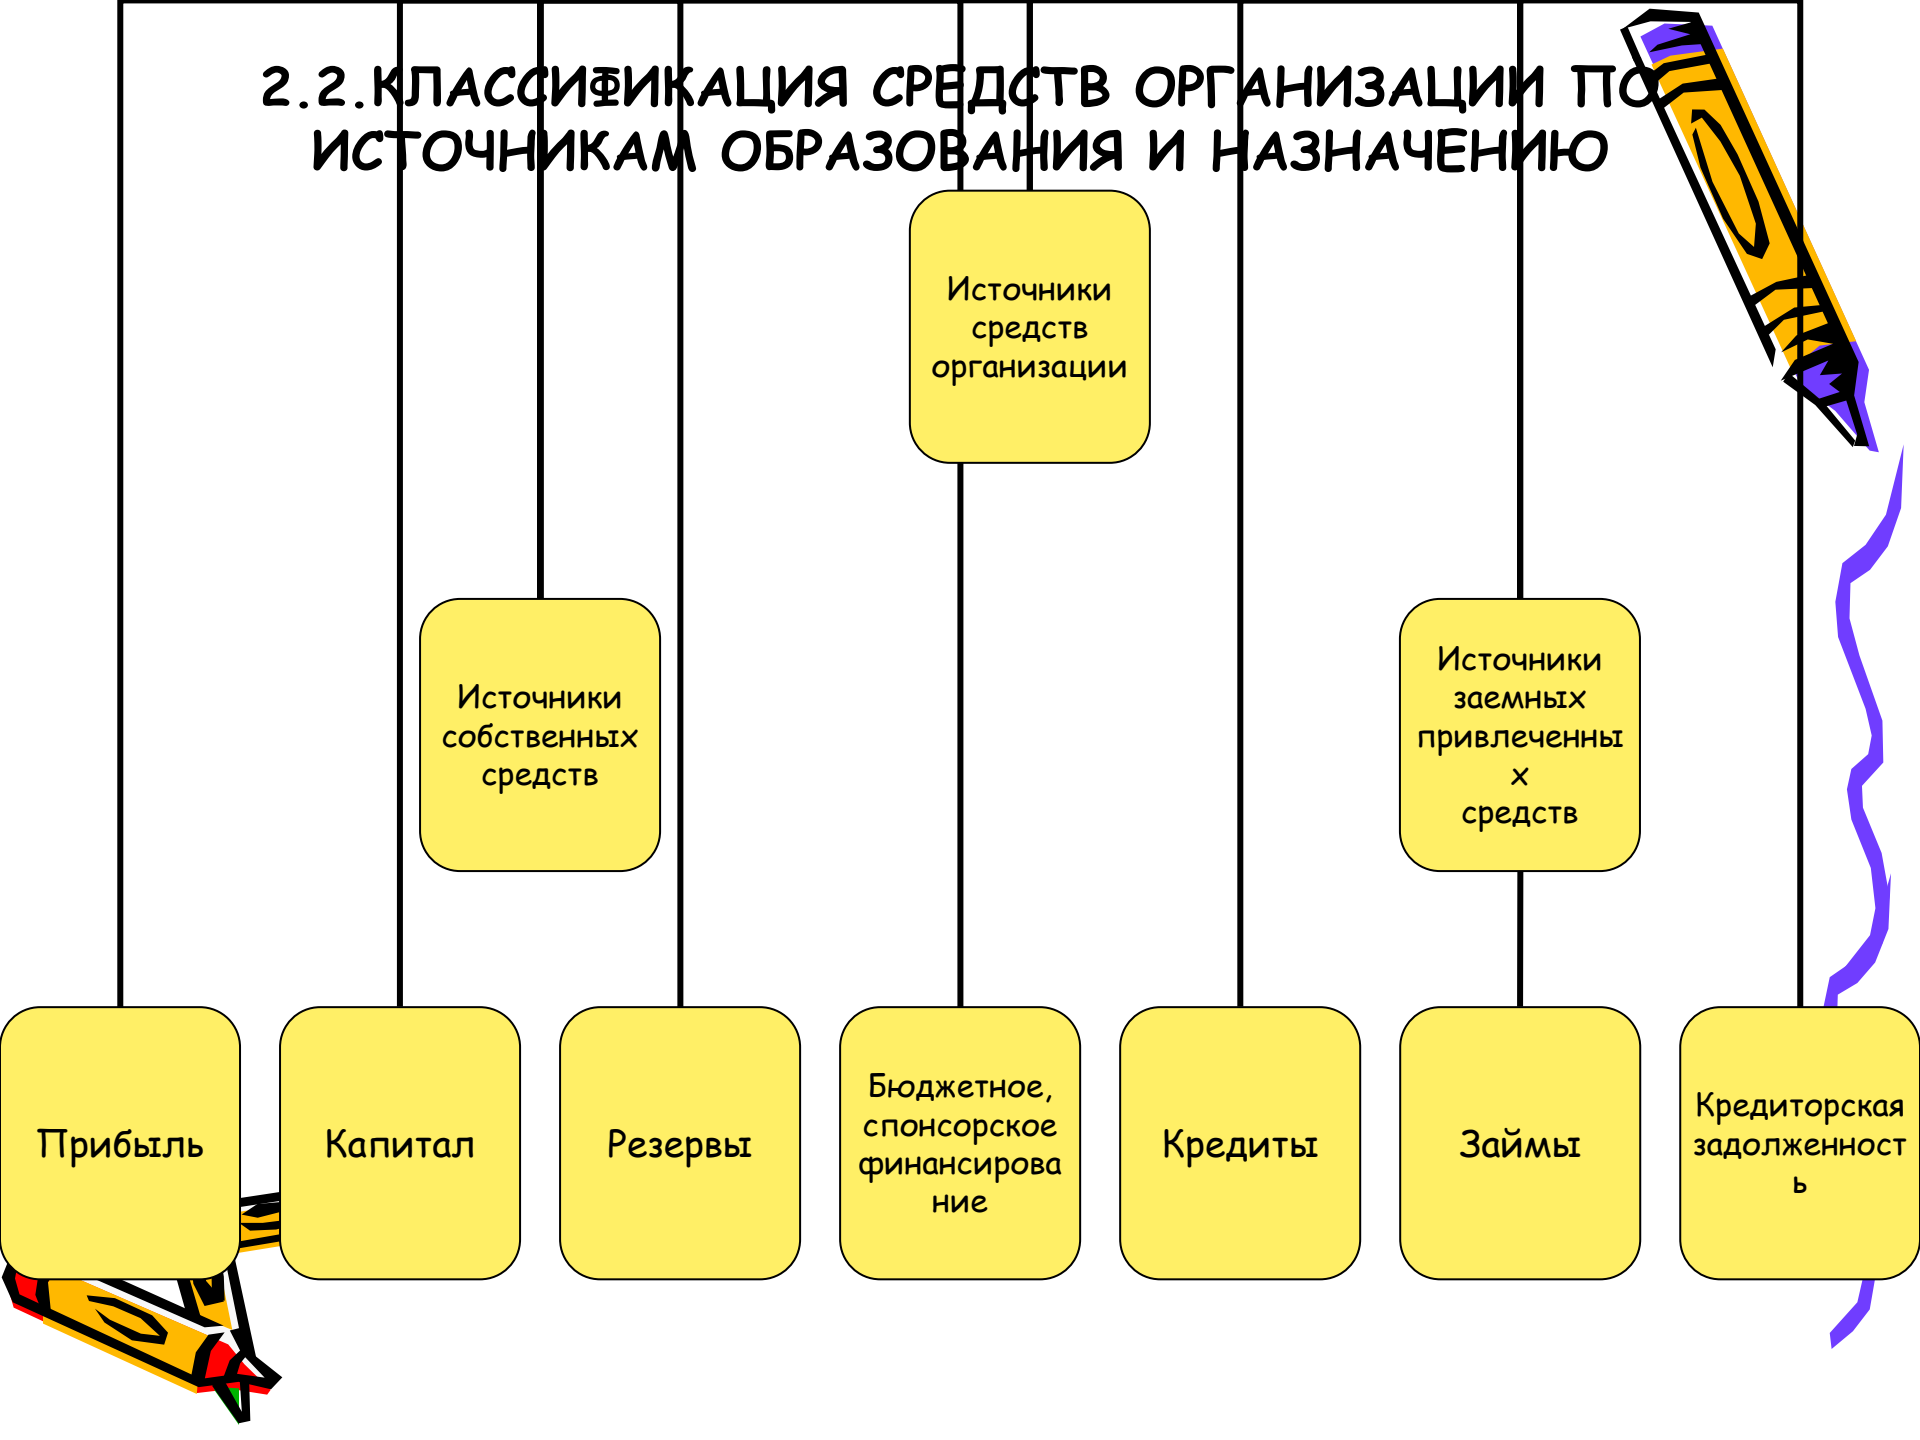 2.2.КЛАССИФИКАЦИЯ СРЕДСТВ ОРГАНИЗАЦИИ ПО
ИСТОЧНИКАМ ОБРАЗОВАНИЯ И НАЗНАЧЕНИЮ
Источники
средств
организации
Источники
собственных
средств
Источники
заемных
привлеченны
х
средств
Прибыль
Капитал
Резервы
Бюджетное,
спонсорское
финансирова
ние
Кредиты
Займы
Кредиторская
задолженност
ь